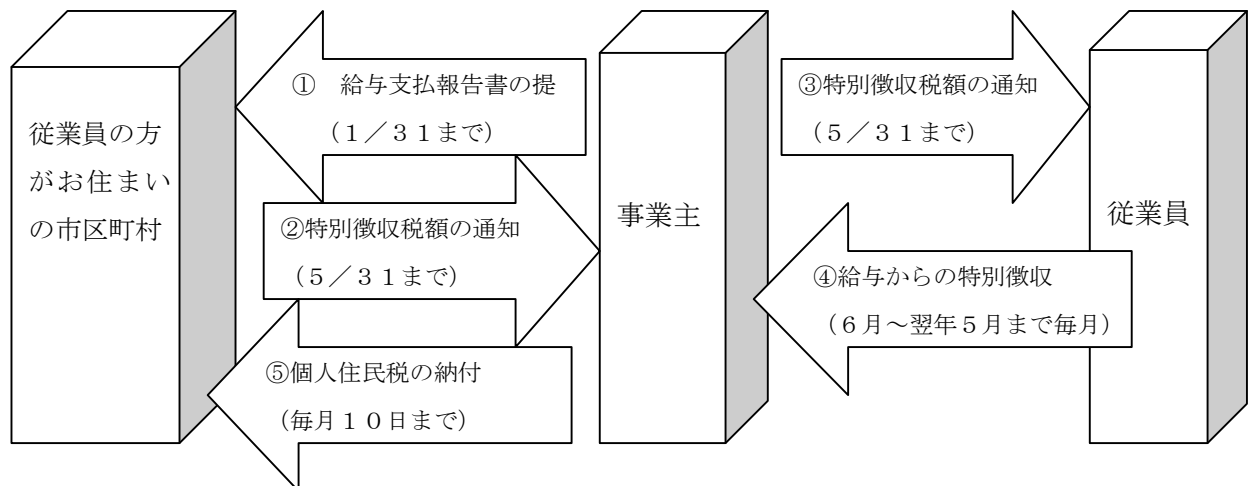 従業員の方
がお住まい
の市区町村
①　給与支払報告書の提
（１／３１まで）
②特別徴収税額の通知
（５／３１まで）
⑤個人住民税の納付
（毎月１０日まで）
事業主
③特別徴収税額の通知
（５／３１まで）
④給与からの特別徴収
（６月～翌年５月まで毎月）
従業員